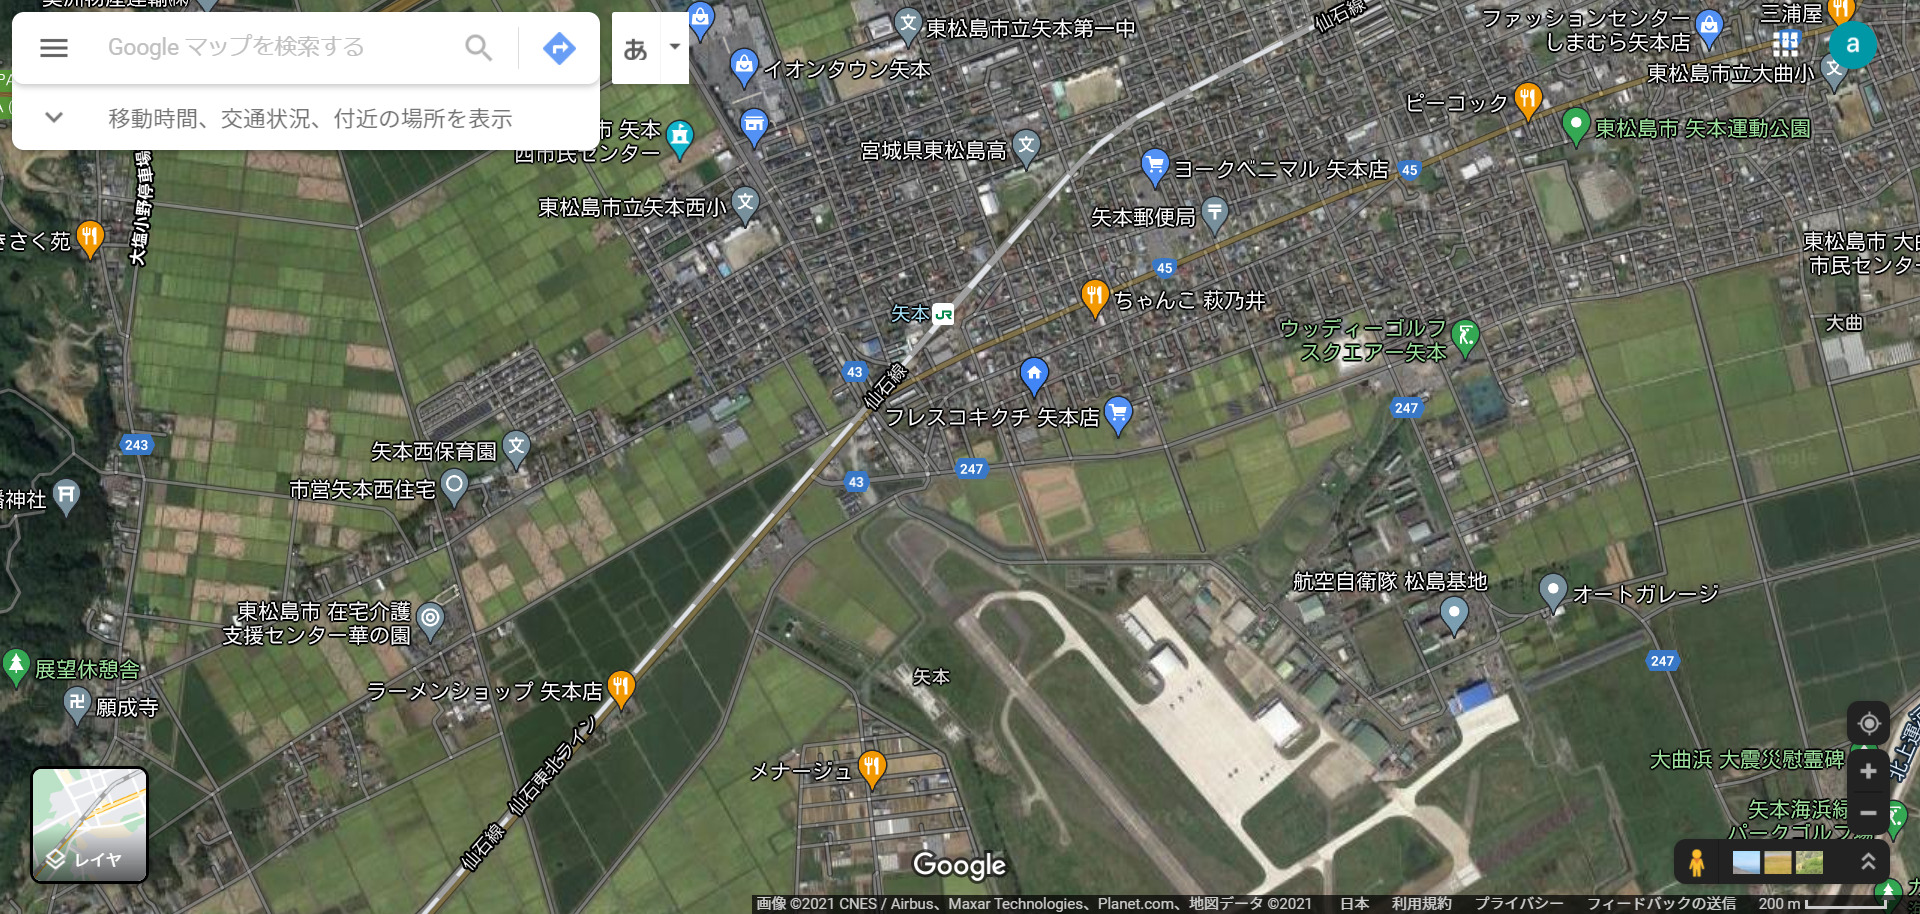 Google マップを検索する
あ
移動時間、交通状況、付近の場所を表示
東松島市立矢本第一中
イオンタウン矢本
仙石線
ファッションセンター
しまむら矢本店
三浦屋
a
東松島市立大曲小
ピーコック
東松島市 矢本運動公園
市 矢本
西市民センター
宮城県東松島高
ヨークベニマル 矢本店
45
矢本郵便局
東松島市立矢本西小
大塩小野停車場
きさく苑
45
ちゃんこ 萩乃井
矢本
JR
東松島市 大曲
市民センター
大曲
ウッディーゴルフ
スクエアー矢本
43
仙石線
フレスコキクチ 矢本店
247
243
矢本西保育園
247
43
市営矢本西住宅
神社
航空自衛隊 松島基地
オートガレージ
東松島市 在宅介護
支援センター華の園
247
展望休憩舎
願成寺
ラーメンショップ 矢本店
矢本
仙石東北ライン
仙石線
メナージュ
北上運河
大曲浜 大震災慰霊碑
矢本海浜緑
パークゴルフ場
レイヤ
Google
画像 ©2021 CNES / Airbus、Maxar Technologies、Planet.com、地図データ ©2021
日本
利用規約
プライバシー
フィードバックの送信
200 m